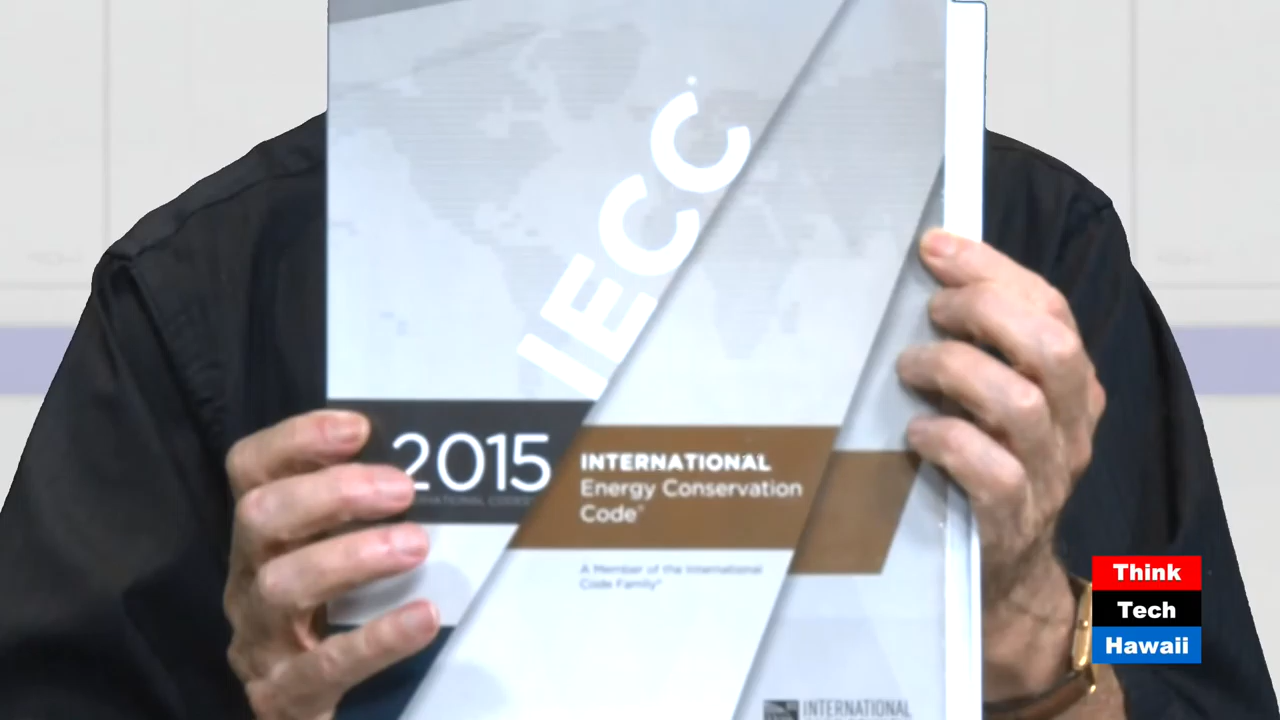 IECC
2015
INTERNATIONAL
Energy Conservation
Code®
A Member of the International
Code Family®
INTERNATIONAL
Think
Tech
Hawaii